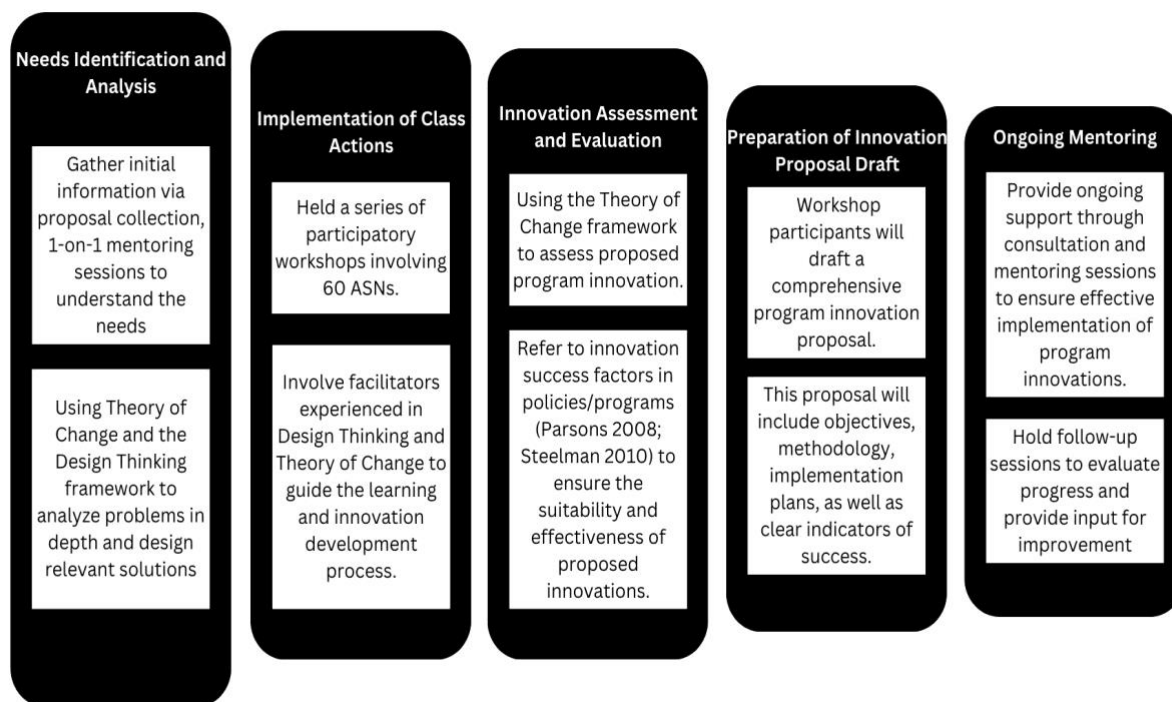 Needs Identification and
Analysis
Gather initial
information via
proposal collection,
1-on-1 mentoring
sessions to
understand the
needs
Using Theory of
Change and the
Design Thinking
framework to
analyze problems in
depth and design
relevant solutions
Implementation of Class
Actions
Held a series of
participatory
workshops involving
60 ASNs.
Involve facilitators
experienced in
Design Thinking and
Theory of Change to
guide the learning
and innovation
development
process.
Innovation Assessment
and Evaluation
Using the Theory of
Change framework
to assess proposed
program innovation.
Refer to innovation
success factors in
policies/programs
(Parsons 2008;
Steelman 2010) to
ensure the
suitability and
effectiveness of
proposed
innovations.
Preparation of Innovation
Proposal Draft
Workshop
participants will
draft a
comprehensive
program innovation
proposal.
This proposal will
include objectives,
methodology,
implementation
plans, as well as
clear indicators of
success.
Ongoing Mentoring
Provide ongoing
support through
consultation and
mentoring sessions
to ensure effective
implementation of
program
innovations.
Hold follow-up
sessions to evaluate
progress and
provide input for
improvement